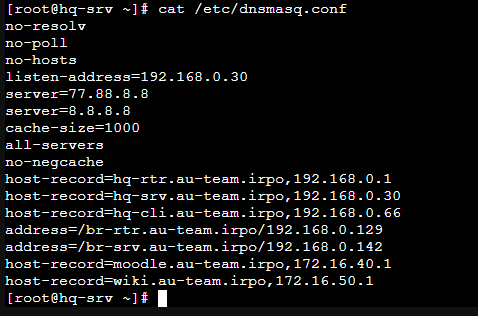 [root@hq-srv ~]# cat /etc/dnsmasq.conf
no-resolv
no-poll
no-hosts
listen-address=192.168.0.30
server=77.88.8.8
server=8.8.8.8
cache-size=1000
all-servers
no-negcache
host-record=hq-rtr.au-team.irpo,192.168.0.1
host-record=hq-srv.au-team.irpo,192.168.0.30
host-record=hq-cli.au-team.irpo,192.168.0.66
address=/br-rtr.au-team.irpo/192.168.0.129
address=/br-srv.au-team.irpo/192.168.0.142
host-record=moodle.au-team.irpo,172.16.40.1
host-record=wiki.au-team.irpo,172.16.50.1
[root@hq-srv ~]#